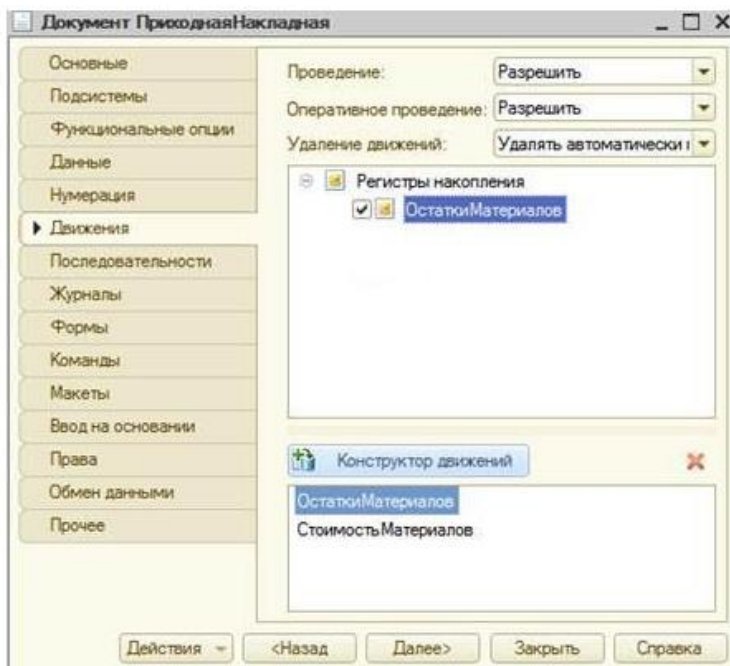 Документ ПриходнаяНакладная
Основные
Подсистемы
Функциональные опции
Данные
Нумерация
Движения
Последовательности
Журналы
Формы
Команды
Макеты
Ввод на основании
Права
Обмен данными
Прочее
Проведение: Разрешить
Оперативное проведение: Разрешить
Удаление движений: Удалять автоматически
Регистры накопления
ОстаткиМатериалов
Конструктор движений
ОстаткиМатериалов
СтоимостьМатериалов
Действия <Назад Далее> Закрыть Справка